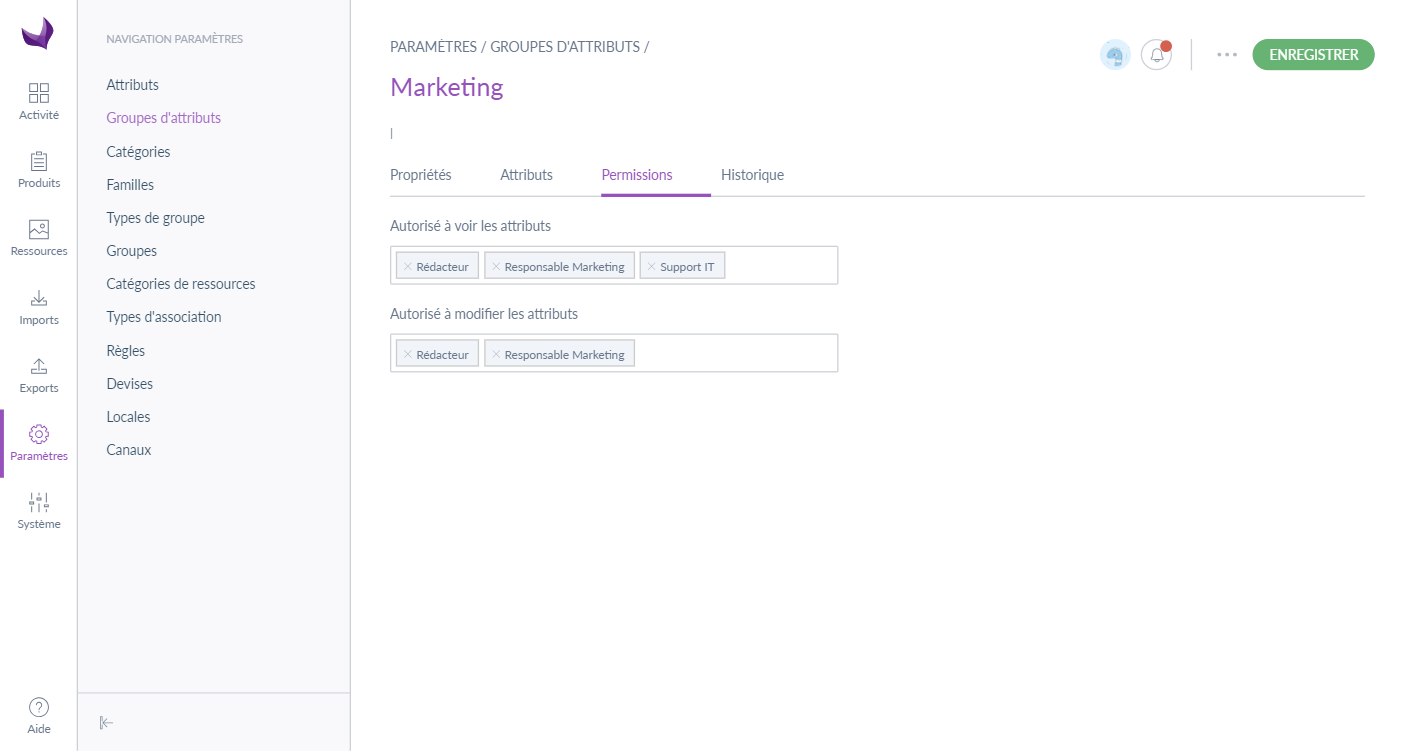 Activité
Produits
Ressources
Imports
Exports
Paramètres
Système
Aide
NAVIGATION PARAMÈTRES
Attributs
Groupes d'attributs
Catégories
Familles
Types de groupe
Groupes
Catégories de ressources
Types d'association
Règles
Devises
Locales
Canaux
PARAMÈTRES / GROUPES D'ATTRIBUTS /
ENREGISTRER
Marketing
|
Propriétés Attributs Permissions Historique
Autorisé à voir les attributs
Rédacteur Responsable Marketing Support IT
Autorisé à modifier les attributs
Rédacteur Responsable Marketing